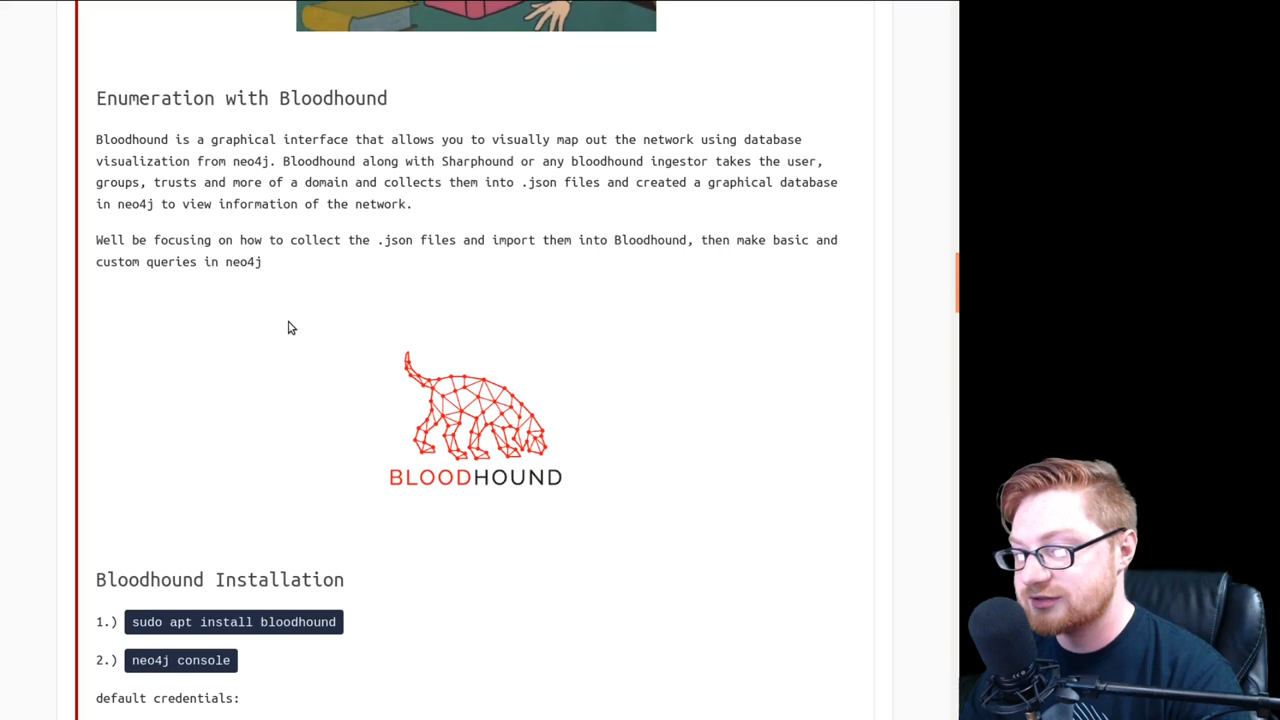 Enumeration with Bloodhound
Bloodhound is a graphical interface that allows you to visually map out the network using database
visualization from neo4j. Bloodhound along with Sharphound or any bloodhound ingestor takes the user,
groups, trusts and more of a domain and collects them into .json files and created a graphical database
in neo4j to view information of the network.
Well be focusing on how to collect the .json files and import them into Bloodhound, then make basic and
custom queries in neo4j
BLOODHOUND
Bloodhound Installation
1.) sudo apt install bloodhound
2.) neo4j console
default credentials: